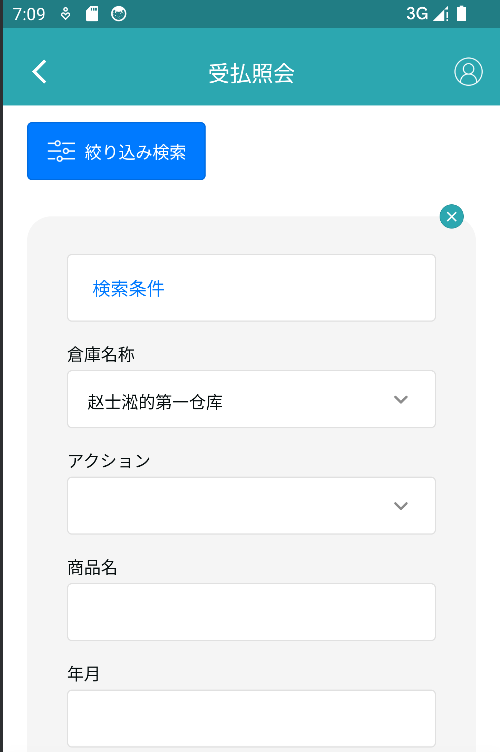 7:09 3G
受払照会
絞り込み検索
検索条件
倉庫名称
赵士淞的第一仓库
アクション
商品名
年月